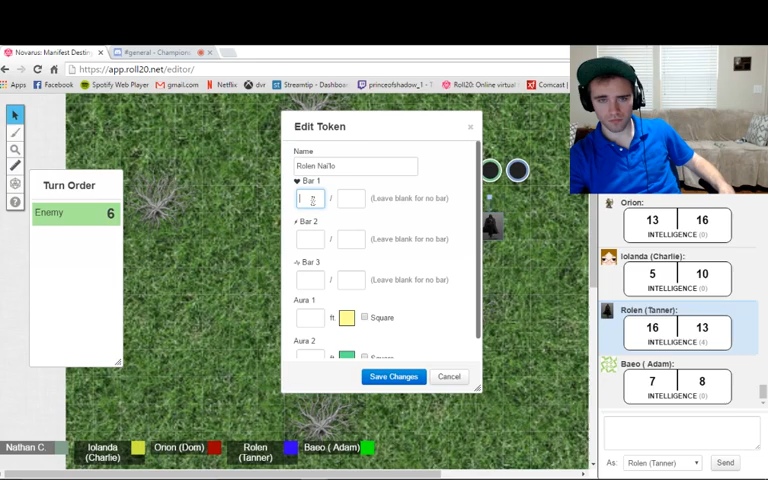 Novarus: Manifest Destin
#general - Champion
https://app.roll20.net/editor/
Apps
Facebook
Spotify Web Player
gmail.com
Netflix
dvr
Streamtip - Dashboa
princeofshadow_1 - T
Roll20: Online virtual
Comcast
Turn Order
Enemy 6
Edit Token
Name
Rolen Nai'lo
Bar 1
/ (Leave blank for no bar)
Bar 2
/ (Leave blank for no bar)
Bar 3
/ (Leave blank for no bar)
Aura 1
ft. Square
Aura 2
ft. Square
Save Changes
Cancel
Orion:
13 16
INTELLIGENCE (0)
Iolanda (Charlie):
5 10
INTELLIGENCE (0)
Rolen (Tanner):
16 13
INTELLIGENCE (4)
Baeo ( Adam):
7 8
INTELLIGENCE (0)
As: Rolen (Tanner)
Send
Nathan C.
Iolanda
(Charlie)
Orion (Dom)
Rolen
(Tanner)
Baeo ( Adam)